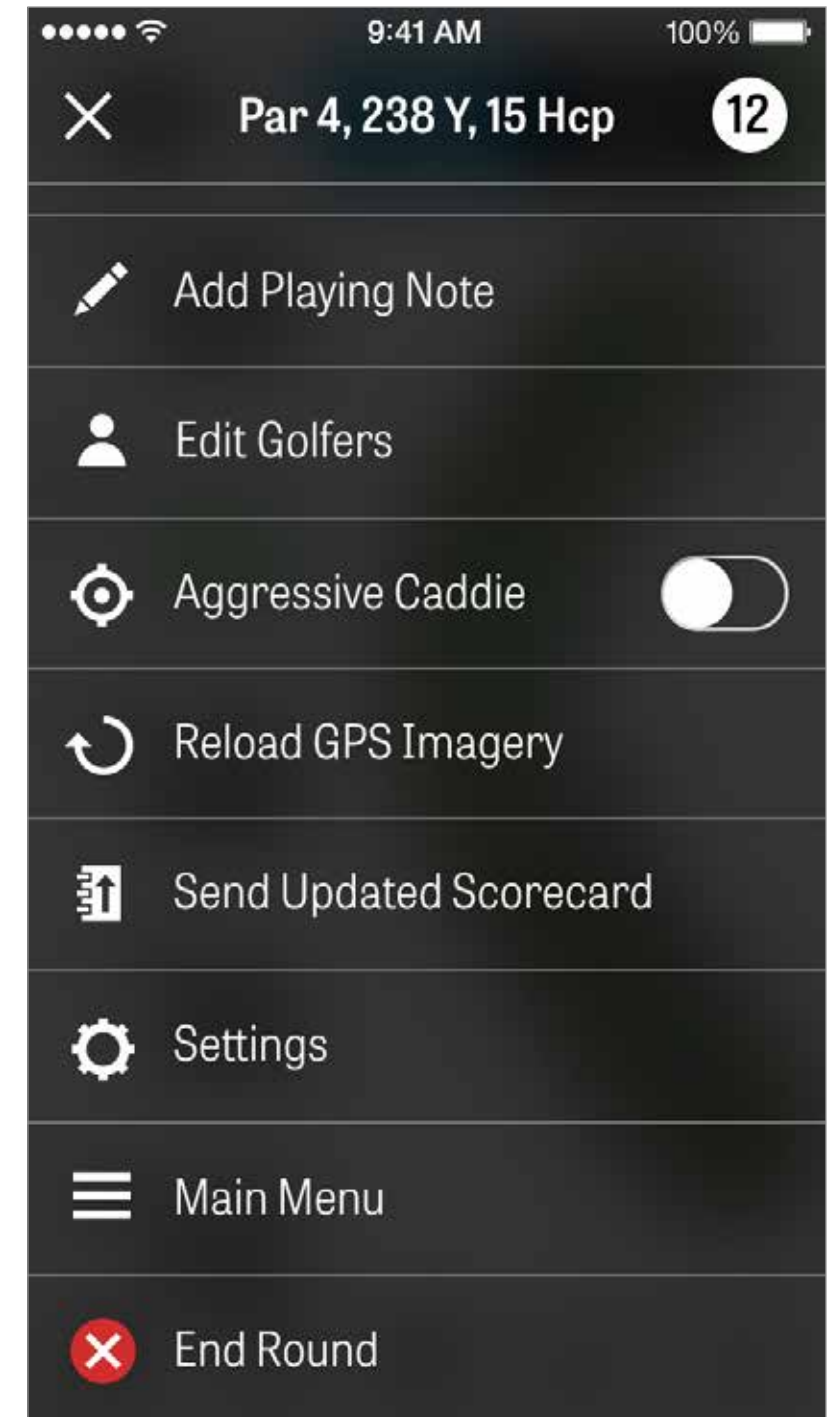 9:41 AM 100%
Par 4, 238 Y, 15 Hcp 12
Add Playing Note
Edit Golfers
Aggressive Caddie
Reload GPS Imagery
Send Updated Scorecard
Settings
Main Menu
End Round